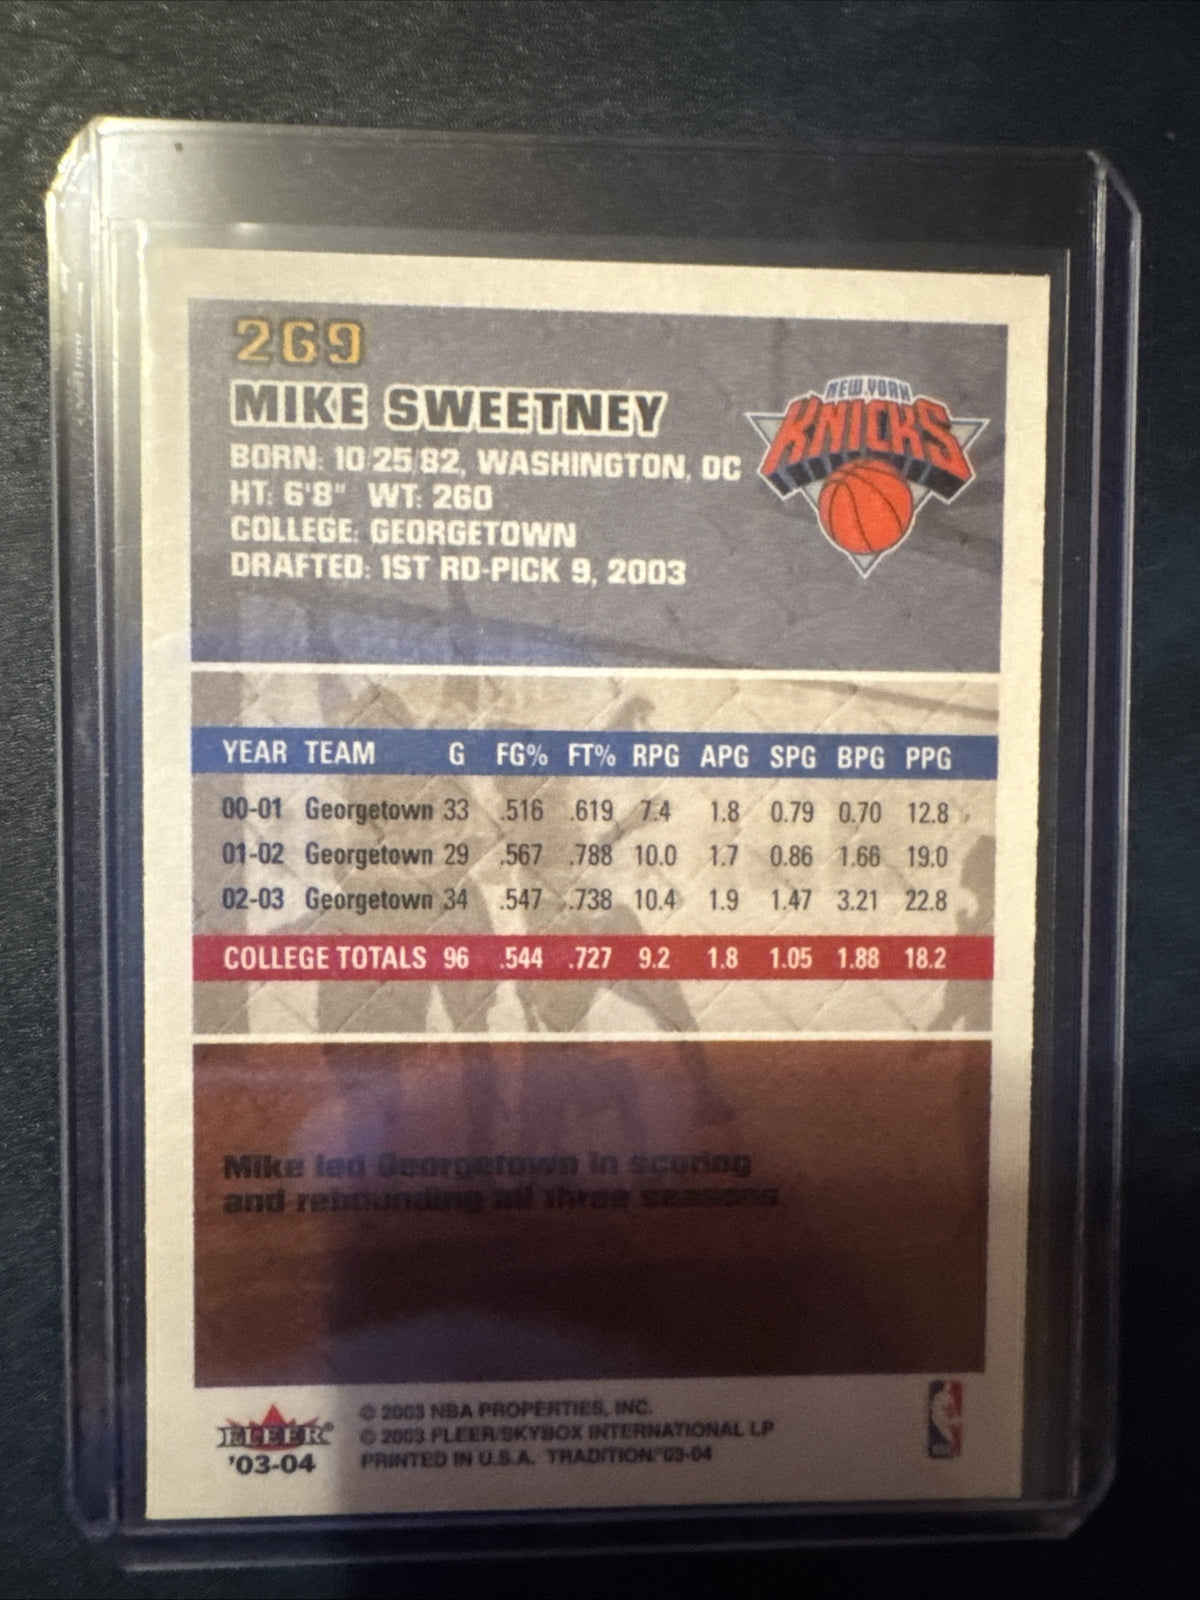 269
MIKE SWEETNEY
BORN: 10/25/82, WASHINGTON, DC
HT: 6'8" WT: 260
COLLEGE: GEORGETOWN
DRAFTED: 1ST RD-PICK 9, 2003
NEW YORK
KNICKS
YEAR TEAM G FG% FT% RPG APG SPG BPG PPG
00-01 Georgetown 33 .516 .619 7.4 1.8 0.79 0.70 12.8
01-02 Georgetown 29 .567 .788 10.0 1.7 0.86 1.66 19.0
02-03 Georgetown 34 .547 .738 10.4 1.9 1.47 3.21 22.8
COLLEGE TOTALS 96 .544 .727 9.2 1.8 1.05 1.88 18.2
Mike led Georgetown in scoring
and rebounding all three seasons.
FLEER®
'03-04
© 2003 NBA PROPERTIES, INC.
© 2003 FLEER/SKYBOX INTERNATIONAL LP
PRINTED IN U.S.A. TRADITION/'03-04